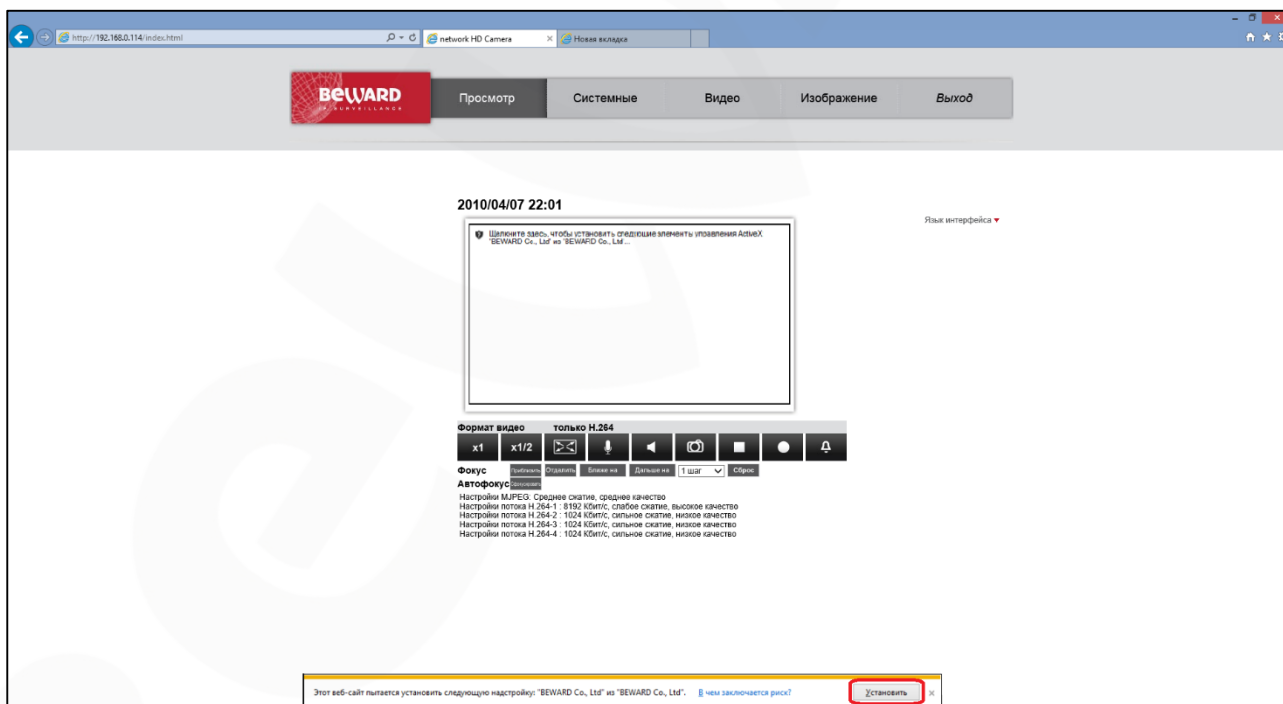 http://192.168.0.114/index.html
network HD Camera
Новая вкладка
BEWARD
IP SURVEILLANCE
Просмотр
Системные
Видео
Изображение
Выход
2010/04/07 22:01
Язык интерфейса
Щелкните здесь, чтобы установить следующие элементы управления ActiveX
"BEWARD Co., Ltd" из "BEWARD Co., Ltd ...
Формат видео только H.264
x1 x1/2
Фокус Приблизить Отдалить Ближе на Дальше на 1 шаг Сброс
Автофокус
Настройки MJPEG: Среднее сжатие, среднее качество
Настройки потока H.264-1 : 8192 Кбит/с, слабое сжатие, высокое качество
Настройки потока H.264-2 : 1024 Кбит/с, сильное сжатие, низкое качество
Настройки потока H.264-3 : 1024 Кбит/с, сильное сжатие, низкое качество
Настройки потока H.264-4 : 1024 Кбит/с, сильное сжатие, низкое качество
Этот веб-сайт пытается установить следующую надстройку: "BEWARD Co., Ltd" из "BEWARD Co., Ltd". В чем заключается риск? Установить